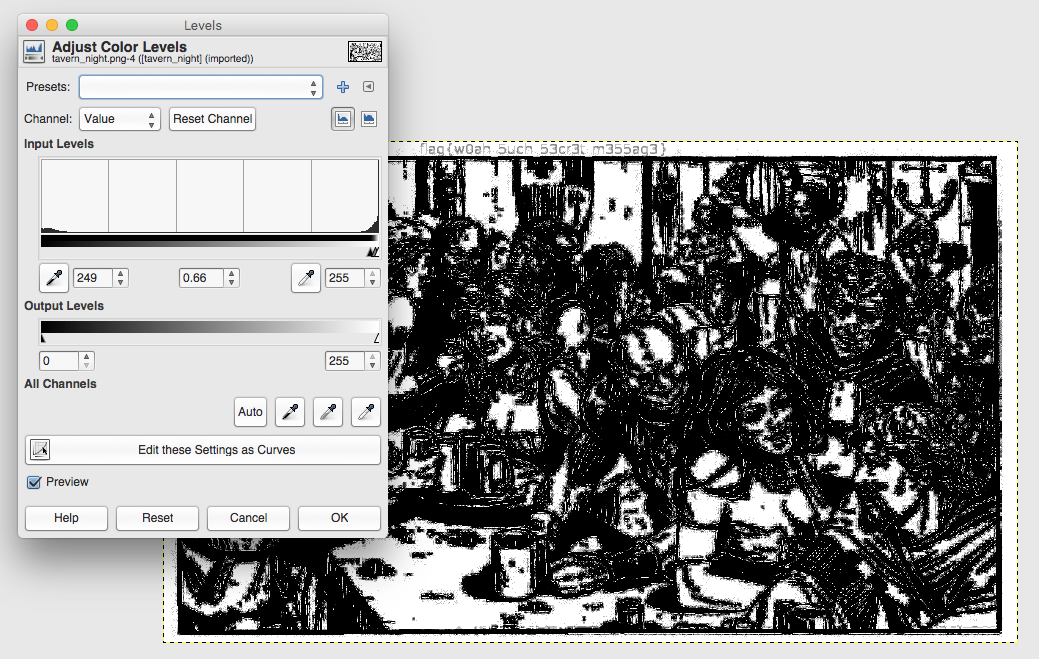 Levels
Adjust Color Levels
tavern_night.png-4 ([tavern_night] (imported))
Presets:
Channel: Value Reset Channel
Input Levels
249 0.66 255
Output Levels
0 255
All Channels
Auto
Edit these Settings as Curves
Preview
Help Reset Cancel OK
flag{w0ah_5uch_53cr3t_m355ag3}